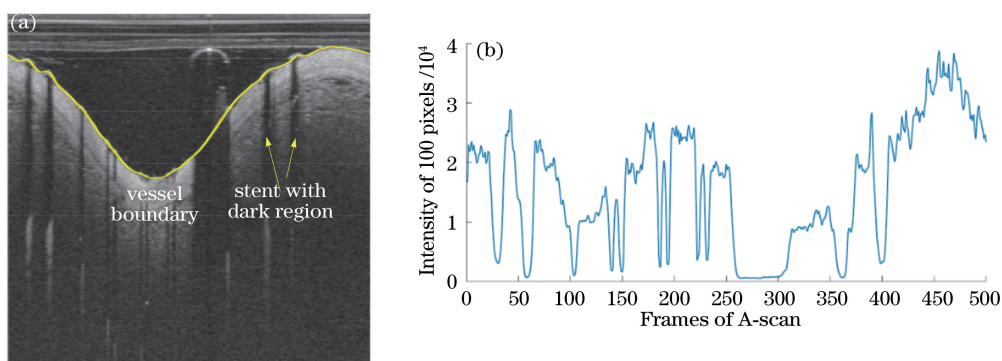 (a)
vessel
boundary
stent with
dark region
(b)
Intensity of 100 pixels /10⁴
4
3
2
1
0
0 50 100 150 200 250 300 350 400 450 500
Frames of A-scan